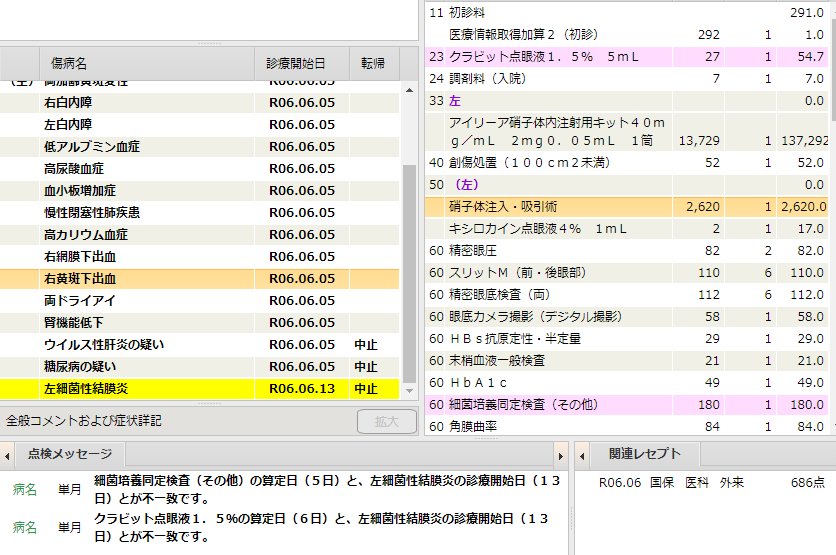 傷病名 診療開始日 転帰
(主) 両加齢黄斑変性 R06.06.05
右白内障 R06.06.05
左白内障 R06.06.05
低アルブミン血症 R06.06.05
高尿酸血症 R06.06.05
血小板増加症 R06.06.05
慢性閉塞性肺疾患 R06.06.05
高カリウム血症 R06.06.05
右網膜下出血 R06.06.05
右黄斑下出血 R06.06.05
両ドライアイ R06.06.05
腎機能低下 R06.06.05
ウイルス性肝炎の疑い R06.06.05 中止
糖尿病の疑い R06.06.05 中止
左細菌性結膜炎 R06.06.13 中止
全般コメントおよび症状詳記 拡大
11 初診料 291.0
医療情報取得加算２（初診） 292 1 1.0
23 クラビット点眼液１．５％　５ｍＬ 27 1 54.7
24 調剤料（入院） 7 1 7.0
33 左 0.0
アイリーア硝子体内注射用キット４０ｍ
ｇ／ｍＬ　２ｍｇ０．０５ｍＬ　１筒 13,729 1 137,292
40 創傷処置（１００ｃｍ２未満） 52 1 52.0
50 （左） 0.0
硝子体注入・吸引術 2,620 1 2,620.0
キシロカイン点眼液４％　１ｍＬ 2 1 17.0
60 精密眼圧 82 2 82.0
60 スリットＭ（前・後眼部） 110 6 110.0
60 精密眼底検査（両） 112 6 112.0
60 眼底カメラ撮影（デジタル撮影） 58 1 58.0
60 ＨＢｓ抗原定性・半定量 29 1 29.0
60 末梢血液一般検査 21 1 21.0
60 ＨｂＡ１ｃ 49 1 49.0
60 細菌培養同定検査（その他） 180 1 180.0
60 角膜曲率 84 1 84.0
点検メッセージ
病名 単月 細菌培養同定検査（その他）の算定日（５日）と、左細菌性結膜炎の診療開始日（１３
日）とが不一致です。
病名 単月 クラビット点眼液１．５％の算定日（６日）と、左細菌性結膜炎の診療開始日（１３
日）とが不一致です。
関連レセプト
R06.06 国保 医科 外来 686点